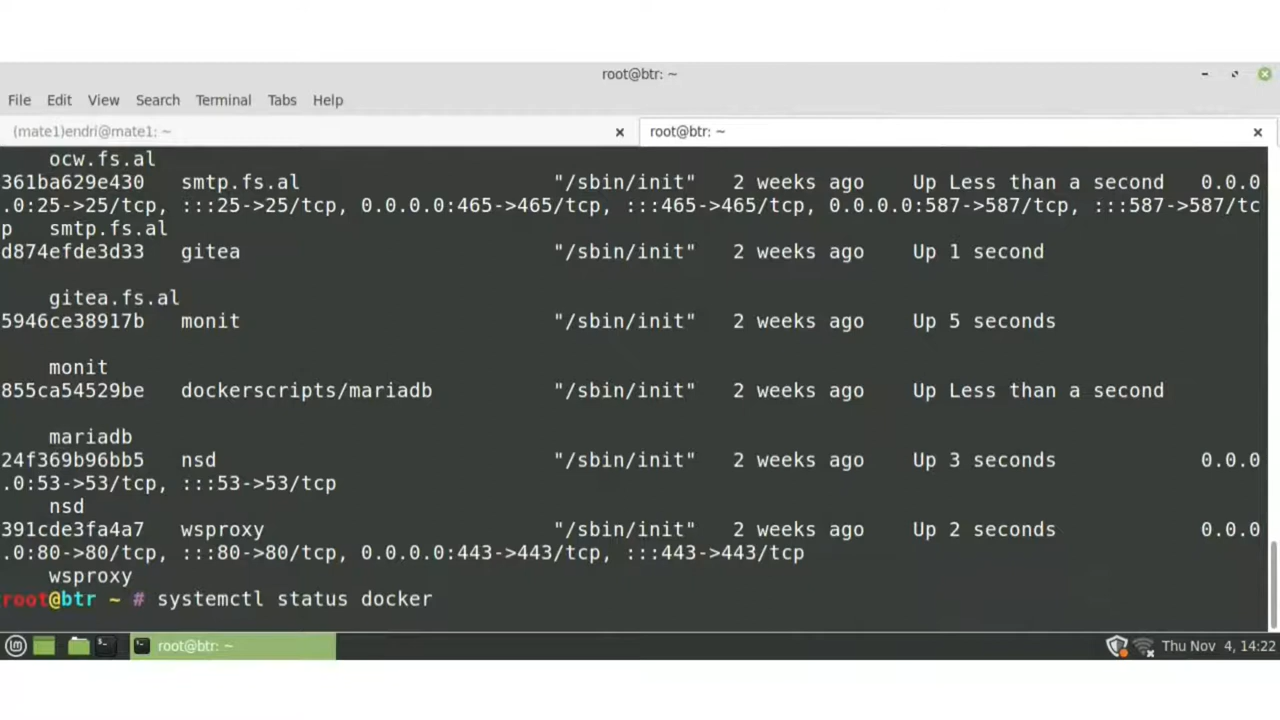 root@btr: ~
File Edit View Search Terminal Tabs Help
(mate1)endri@mate1: ~
root@btr: ~
ocw.fs.al
361ba629e430 smtp.fs.al "/sbin/init" 2 weeks ago Up Less than a second 0.0.0
.0:25->25/tcp, :::25->25/tcp, 0.0.0.0:465->465/tcp, :::465->465/tcp, 0.0.0.0:587->587/tcp, :::587->587/tc
p smtp.fs.al
d874efde3d33 gitea "/sbin/init" 2 weeks ago Up 1 second
gitea.fs.al
5946ce38917b monit "/sbin/init" 2 weeks ago Up 5 seconds
monit
855ca54529be dockerscripts/mariadb "/sbin/init" 2 weeks ago Up Less than a second
mariadb
24f369b96bb5 nsd "/sbin/init" 2 weeks ago Up 3 seconds 0.0.0
.0:53->53/tcp, :::53->53/tcp
nsd
391cde3fa4a7 wsproxy "/sbin/init" 2 weeks ago Up 2 seconds 0.0.0
.0:80->80/tcp, :::80->80/tcp, 0.0.0.0:443->443/tcp, :::443->443/tcp
wsproxy
root@btr ~ # systemctl status docker
root@btr: ~
Thu Nov 4, 14:22